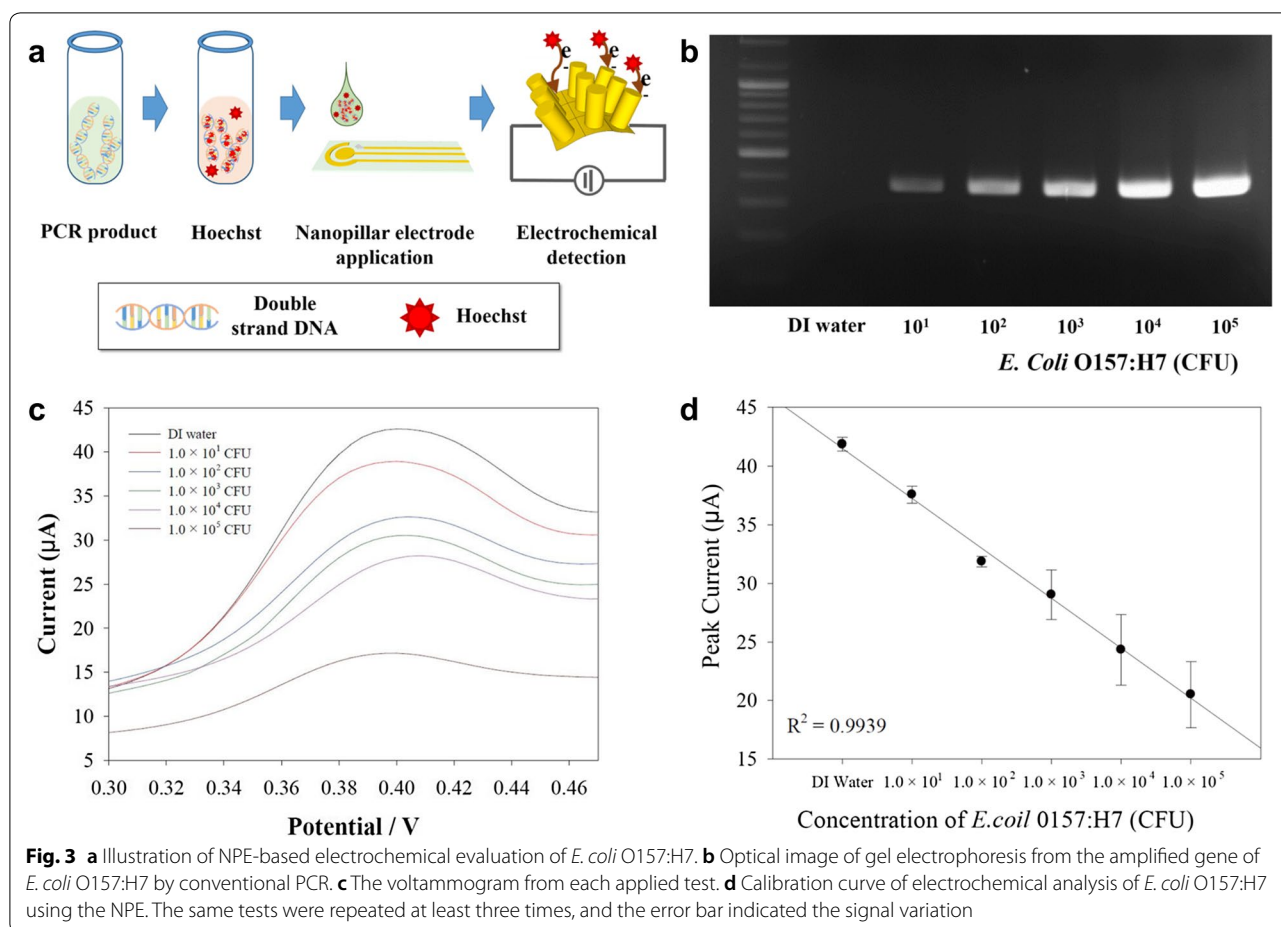 a
e
-
e
-
e
-
PCR product
Hoechst
Nanopillar electrode
application
Electrochemical
detection
Double
strand DNA
Hoechst
b
DI water 10¹ 10² 10³ 10⁴ 10⁵
E. Coli O157:H7 (CFU)
c
45
40
35
30
25
20
15
10
5
Current (µA)
DI water
1.0 × 10¹ CFU
1.0 × 10² CFU
1.0 × 10³ CFU
1.0 × 10⁴ CFU
1.0 × 10⁵ CFU
0.30 0.32 0.34 0.36 0.38 0.40 0.42 0.44 0.46
Potential / V
d
45
40
35
30
25
20
15
Peak Current (µA)
R² = 0.9939
DI Water 1.0 × 10¹ 1.0 × 10² 1.0 × 10³ 1.0 × 10⁴ 1.0 × 10⁵
Concentration of E.coil 0157:H7 (CFU)
Fig. 3 a Illustration of NPE-based electrochemical evaluation of E. coli O157:H7. b Optical image of gel electrophoresis from the amplified gene of
E. coli O157:H7 by conventional PCR. c The voltammogram from each applied test. d Calibration curve of electrochemical analysis of E. coli O157:H7
using the NPE. The same tests were repeated at least three times, and the error bar indicated the signal variation